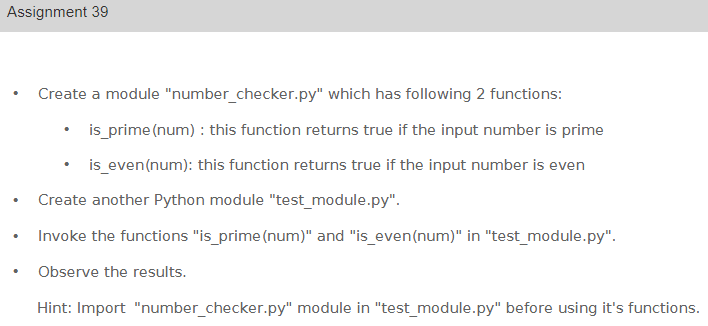 Assignment 39
• Create a module "number_checker.py" which has following 2 functions:
• is_prime(num) : this function returns true if the input number is prime
• is_even(num): this function returns true if the input number is even
• Create another Python module "test_module.py".
• Invoke the functions "is_prime(num)" and "is_even(num)" in "test_module.py".
• Observe the results.
Hint: Import "number_checker.py" module in "test_module.py" before using it's functions.